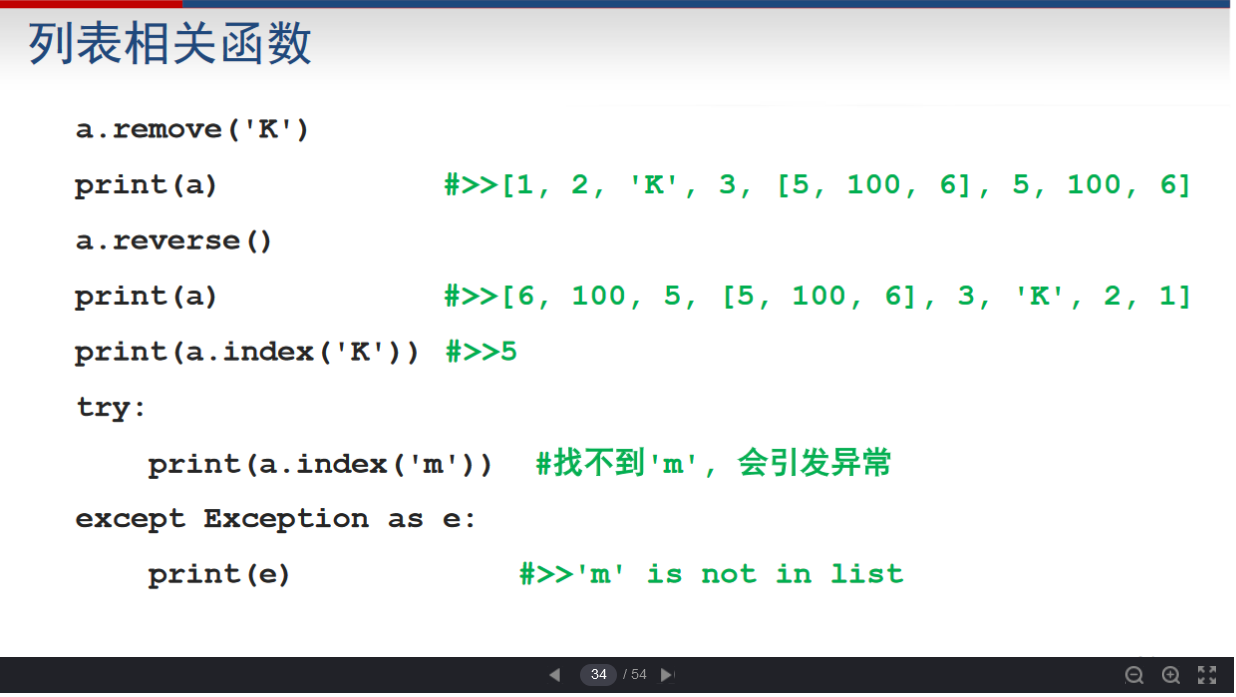 列表相关函数
a.remove('K')
print(a) #>>[1, 2, 'K', 3, [5, 100, 6], 5, 100, 6]
a.reverse()
print(a) #>>[6, 100, 5, [5, 100, 6], 3, 'K', 2, 1]
print(a.index('K')) #>>5
try:
    print(a.index('m')) #找不到'm', 会引发异常
except Exception as e:
    print(e) #>>'m' is not in list
34 / 54